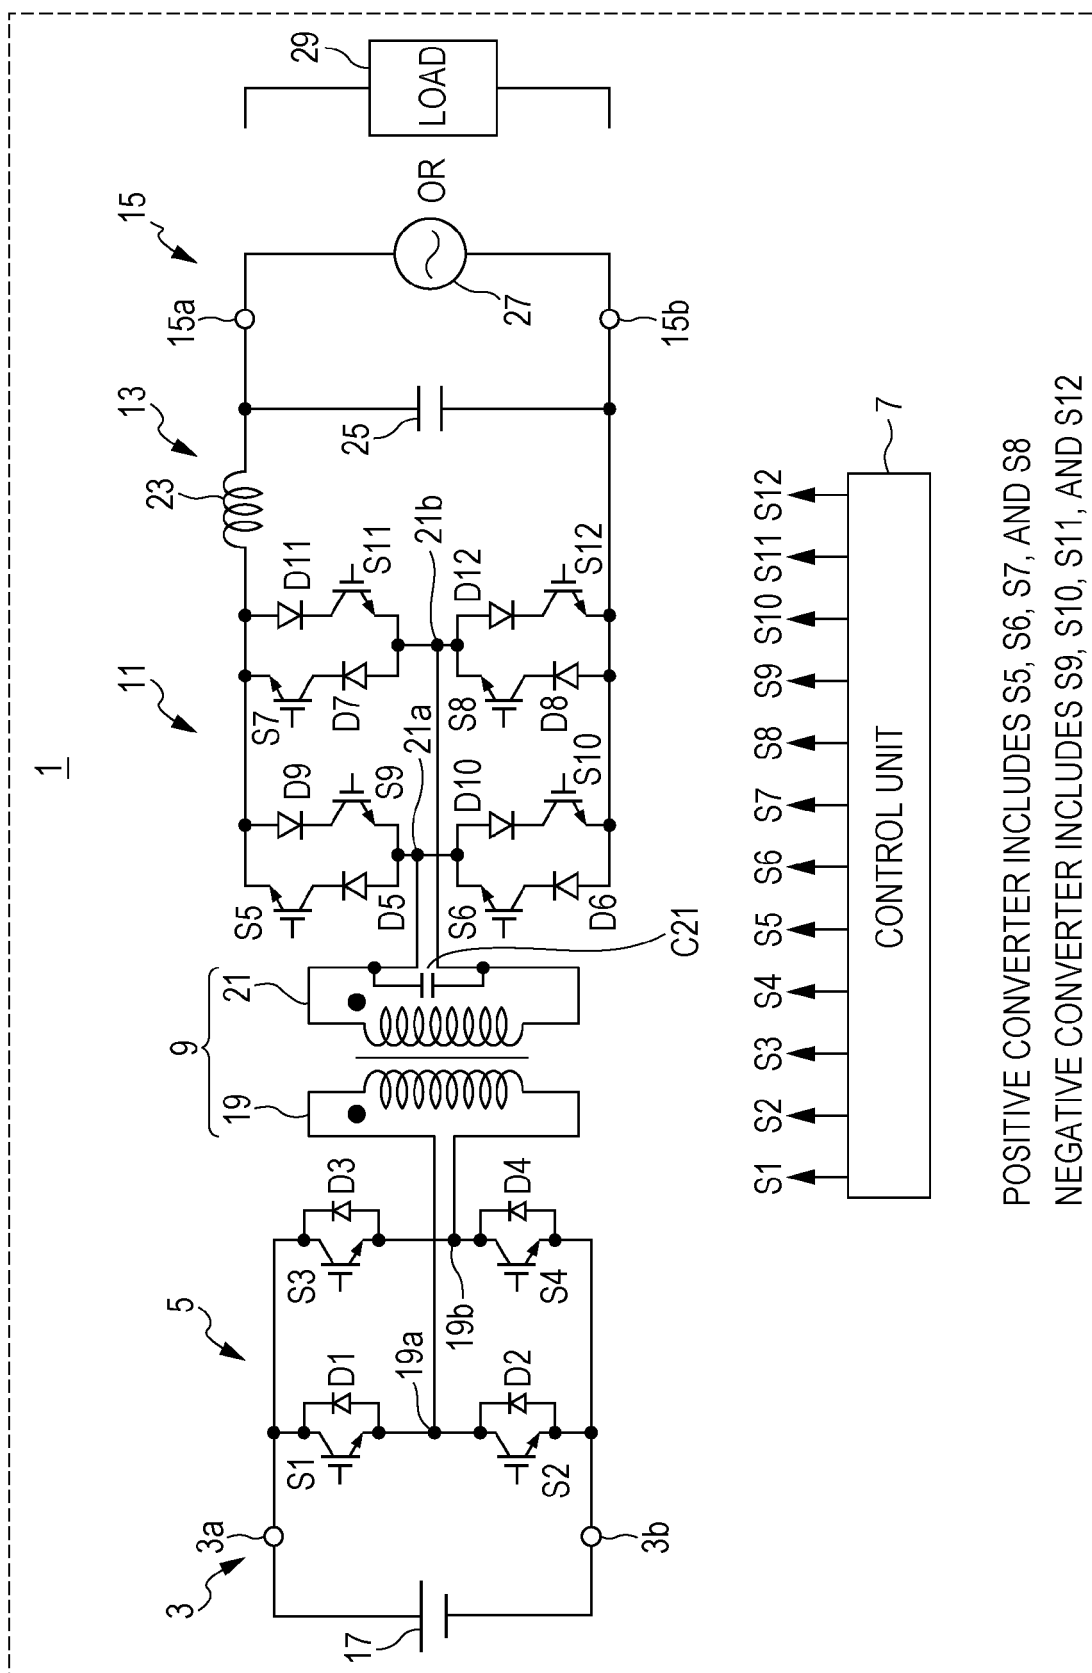 1
3
3a
3b
17
5
S1
D1
S2
D2
S3
D3
S4
D4
19a
19b
9
19
21
C21
11
S5
D5
D9
S9
S6
D6
D10
S10
21a
S7
D7
D11
S11
S8
D8
D12
S12
21b
13
23
25
15
15a
15b
27
OR
29
LOAD
S1 S2 S3 S4 S5 S6 S7 S8 S9 S10 S11 S12
CONTROL UNIT
7
POSITIVE CONVERTER INCLUDES S5, S6, S7, AND S8
NEGATIVE CONVERTER INCLUDES S9, S10, S11, AND S12